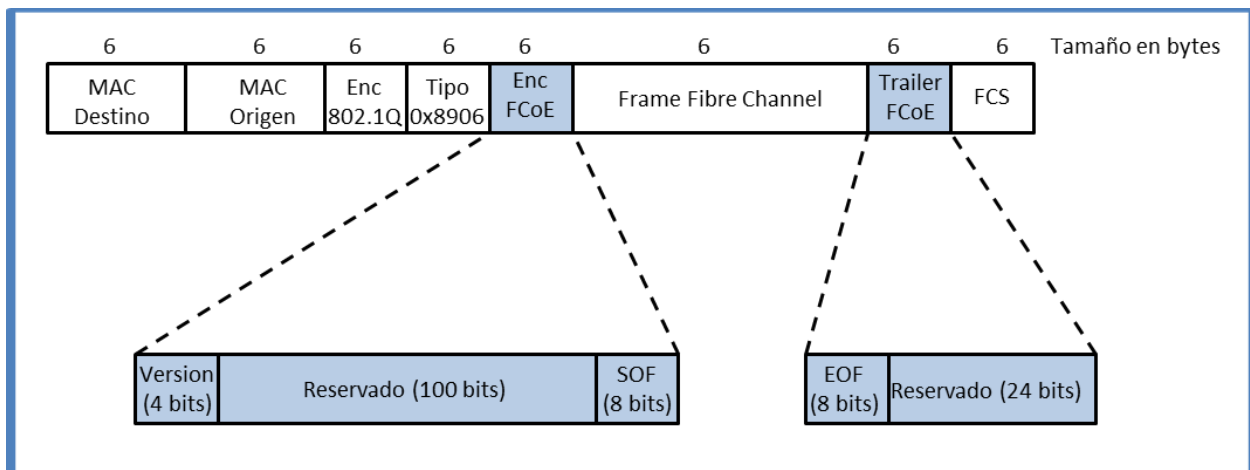 6 6 6 6 6 6 6 6 Tamaño en bytes
MAC Destino
MAC Origen
Enc 802.1Q
Tipo 0x8906
Enc FCoE
Frame Fibre Channel
Trailer FCoE
FCS
Version (4 bits)
Reservado (100 bits)
SOF (8 bits)
EOF (8 bits)
Reservado (24 bits)